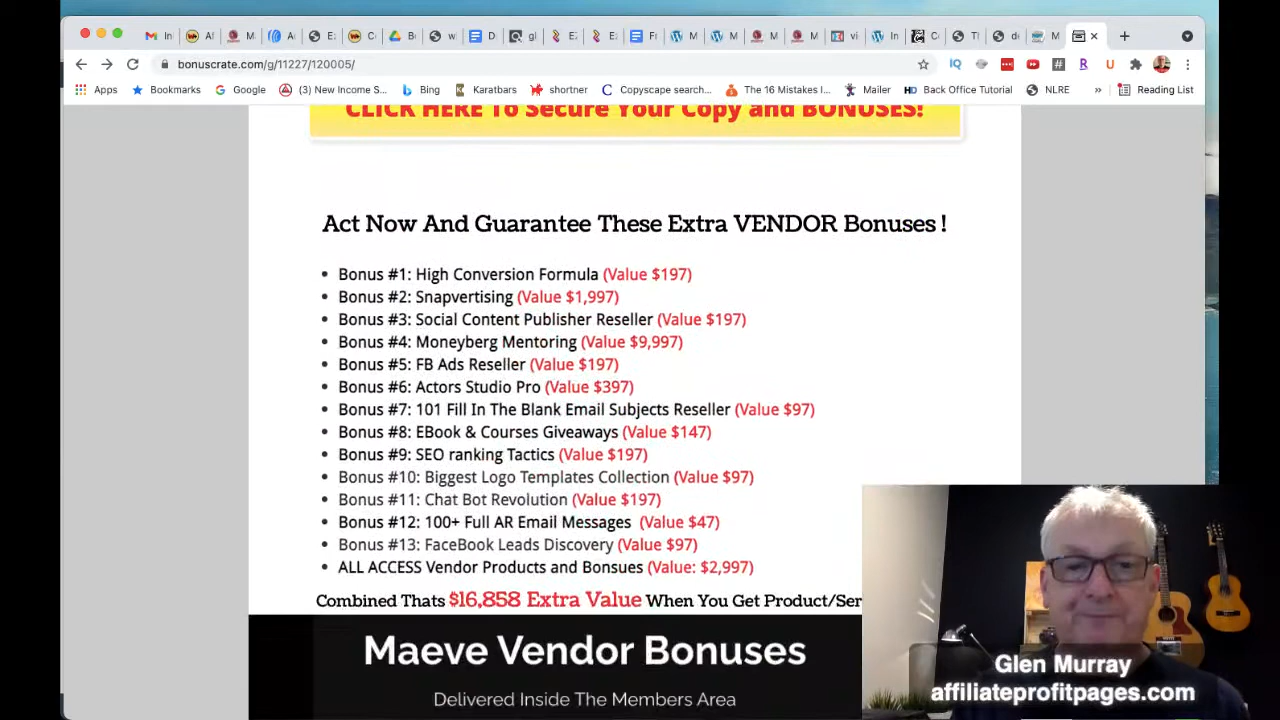 In
Al
M
A
E
C
B
w
D
gl
E
E
Fi
M
M
M
M
vi
In
C
T
d
M
bonuscrate.com/g/11227/120005/
IQ
#
R
U
Apps
Bookmarks
Google
(3) New Income S...
Bing
Karatbars
shortner
Copyscape search...
The 16 Mistakes I...
Mailer
HD Back Office Tutorial
NLRE
»
Reading List
CLICK HERE To Secure Your Copy and BONUSES!
Act Now And Guarantee These Extra VENDOR Bonuses !
• Bonus #1: High Conversion Formula (Value $197)
• Bonus #2: Snapvertising (Value $1,997)
• Bonus #3: Social Content Publisher Reseller (Value $197)
• Bonus #4: Moneyberg Mentoring (Value $9,997)
• Bonus #5: FB Ads Reseller (Value $197)
• Bonus #6: Actors Studio Pro (Value $397)
• Bonus #7: 101 Fill In The Blank Email Subjects Reseller (Value $97)
• Bonus #8: EBook & Courses Giveaways (Value $147)
• Bonus #9: SEO ranking Tactics (Value $197)
• Bonus #10: Biggest Logo Templates Collection (Value $97)
• Bonus #11: Chat Bot Revolution (Value $197)
• Bonus #12: 100+ Full AR Email Messages (Value $47)
• Bonus #13: FaceBook Leads Discovery (Value $97)
• ALL ACCESS Vendor Products and Bonsues (Value: $2,997)
Combined Thats $16,858 Extra Value When You Get Product/Ser
Maeve Vendor Bonuses
Delivered Inside The Members Area
Glen Murray
affiliateprofitpages.com